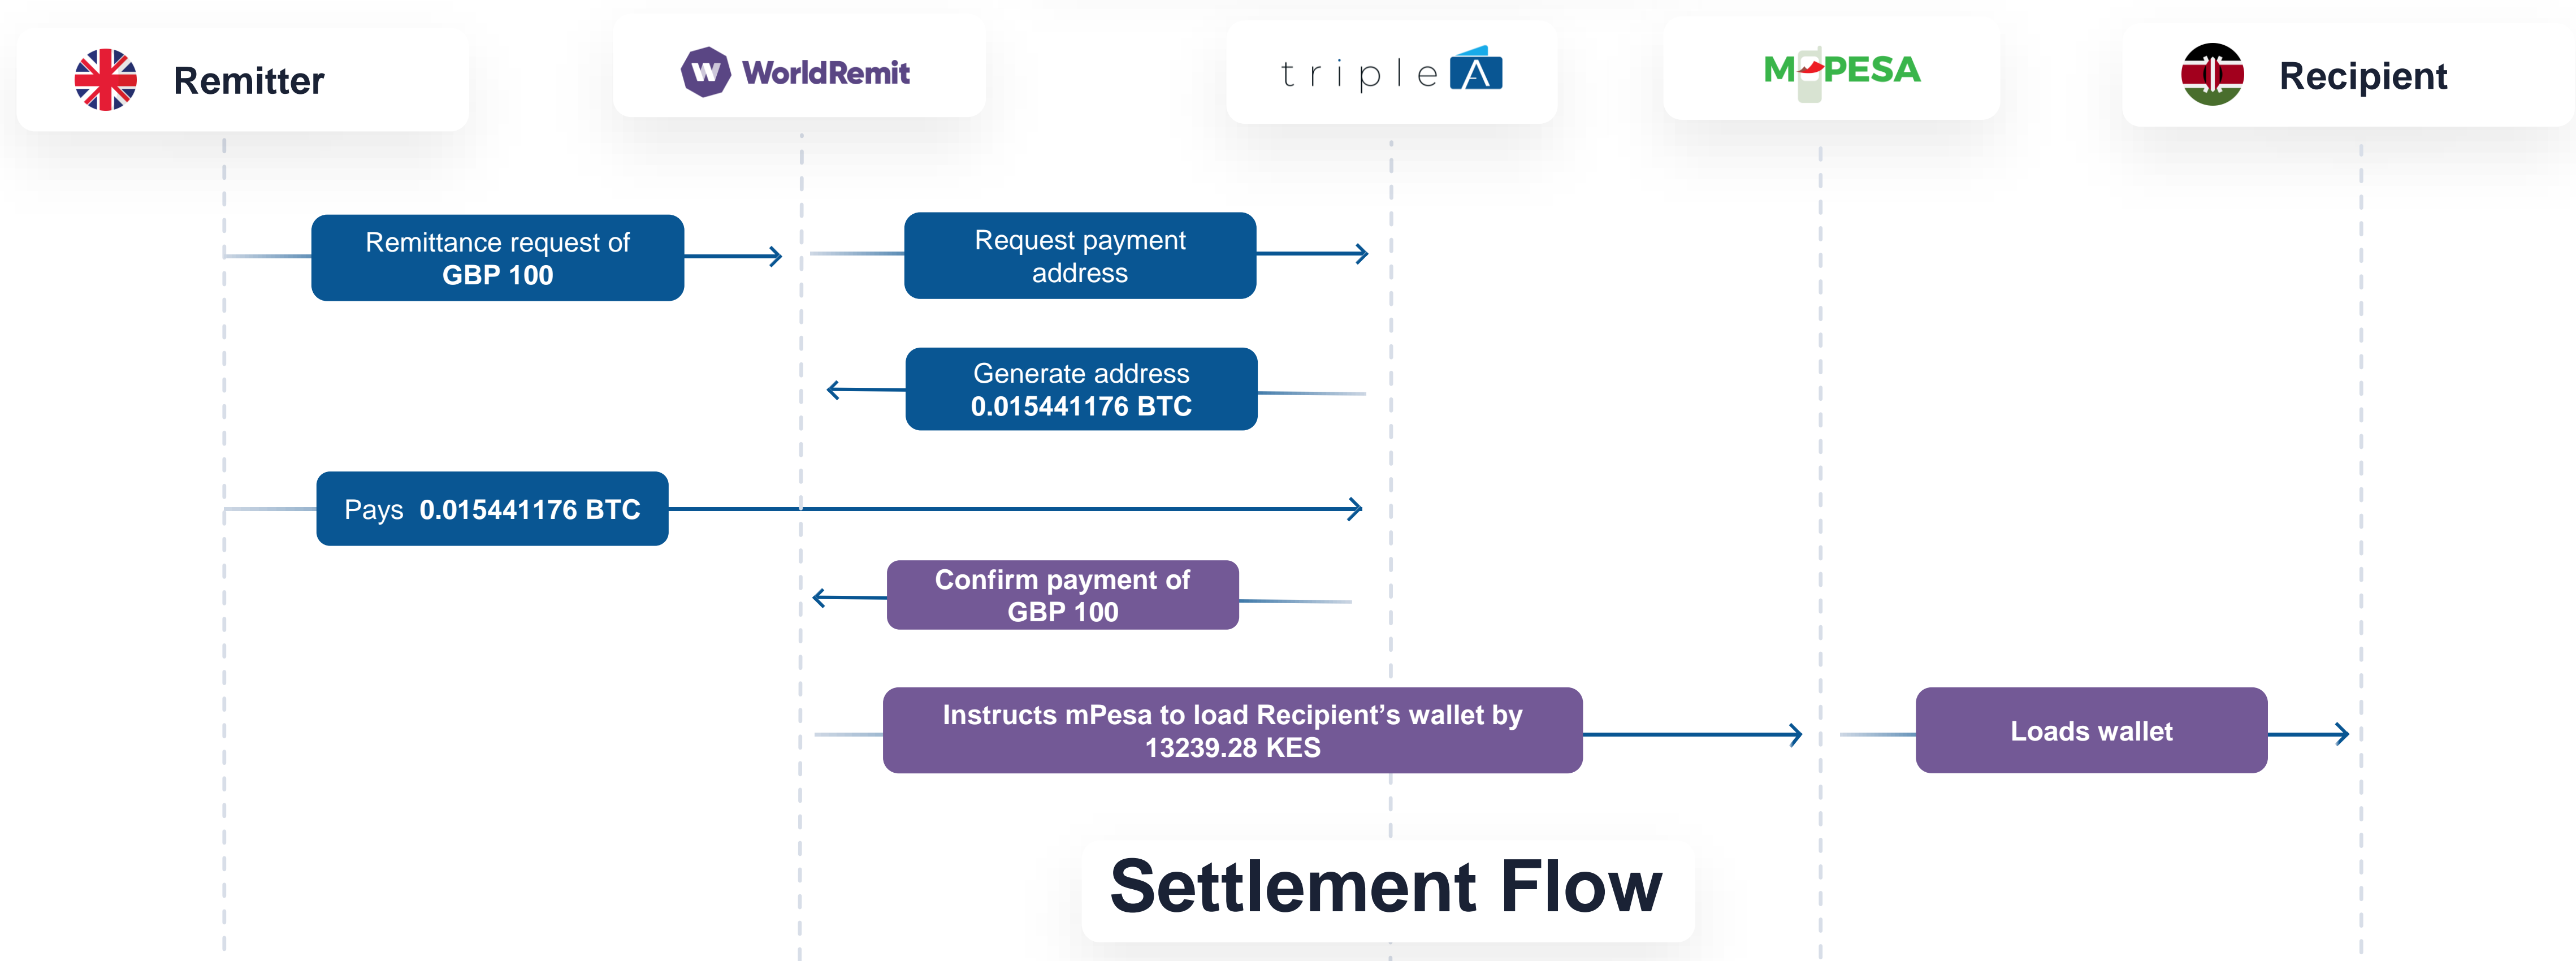 Remitter
WorldRemit
tripleA
M-PESA
Recipient
Remittance request of
GBP 100
Request payment
address
Generate address
0.015441176 BTC
Pays 0.015441176 BTC
Confirm payment of
GBP 100
Instructs mPesa to load Recipient’s wallet by
13239.28 KES
Loads wallet
Settlement Flow